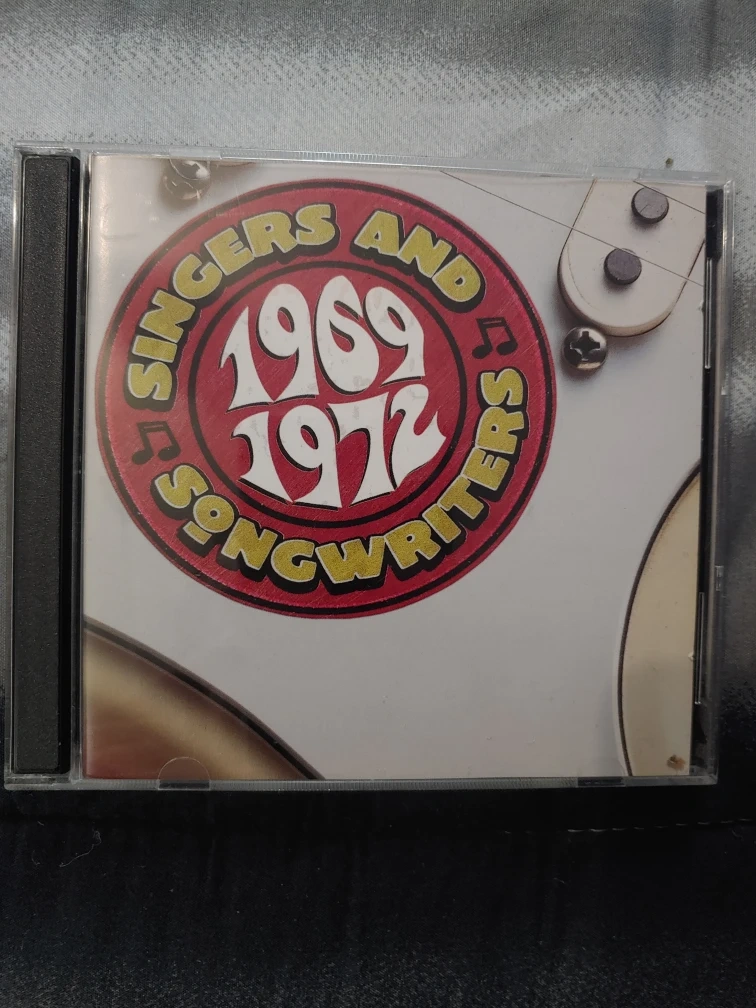 SINGERS AND
SONGWRITERS
1969
1972